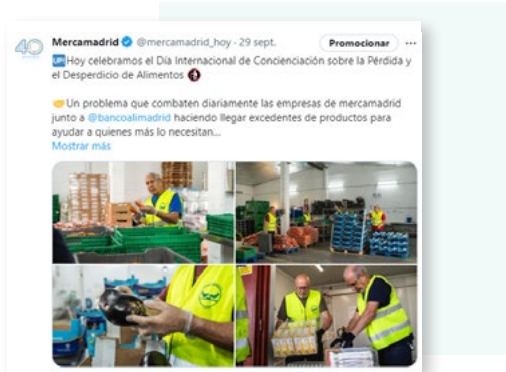 40
Mercamadrid @mercamadrid_hoy · 29 sept.
Promocionar ...
UP! Hoy celebramos el Día Internacional de Concienciación sobre la Pérdida y
el Desperdicio de Alimentos
Un problema que combaten diariamente las empresas de mercamadrid
junto a @bancoalimadrid haciendo llegar excedentes de productos para
ayudar a quienes más lo necesitan...
Mostrar más